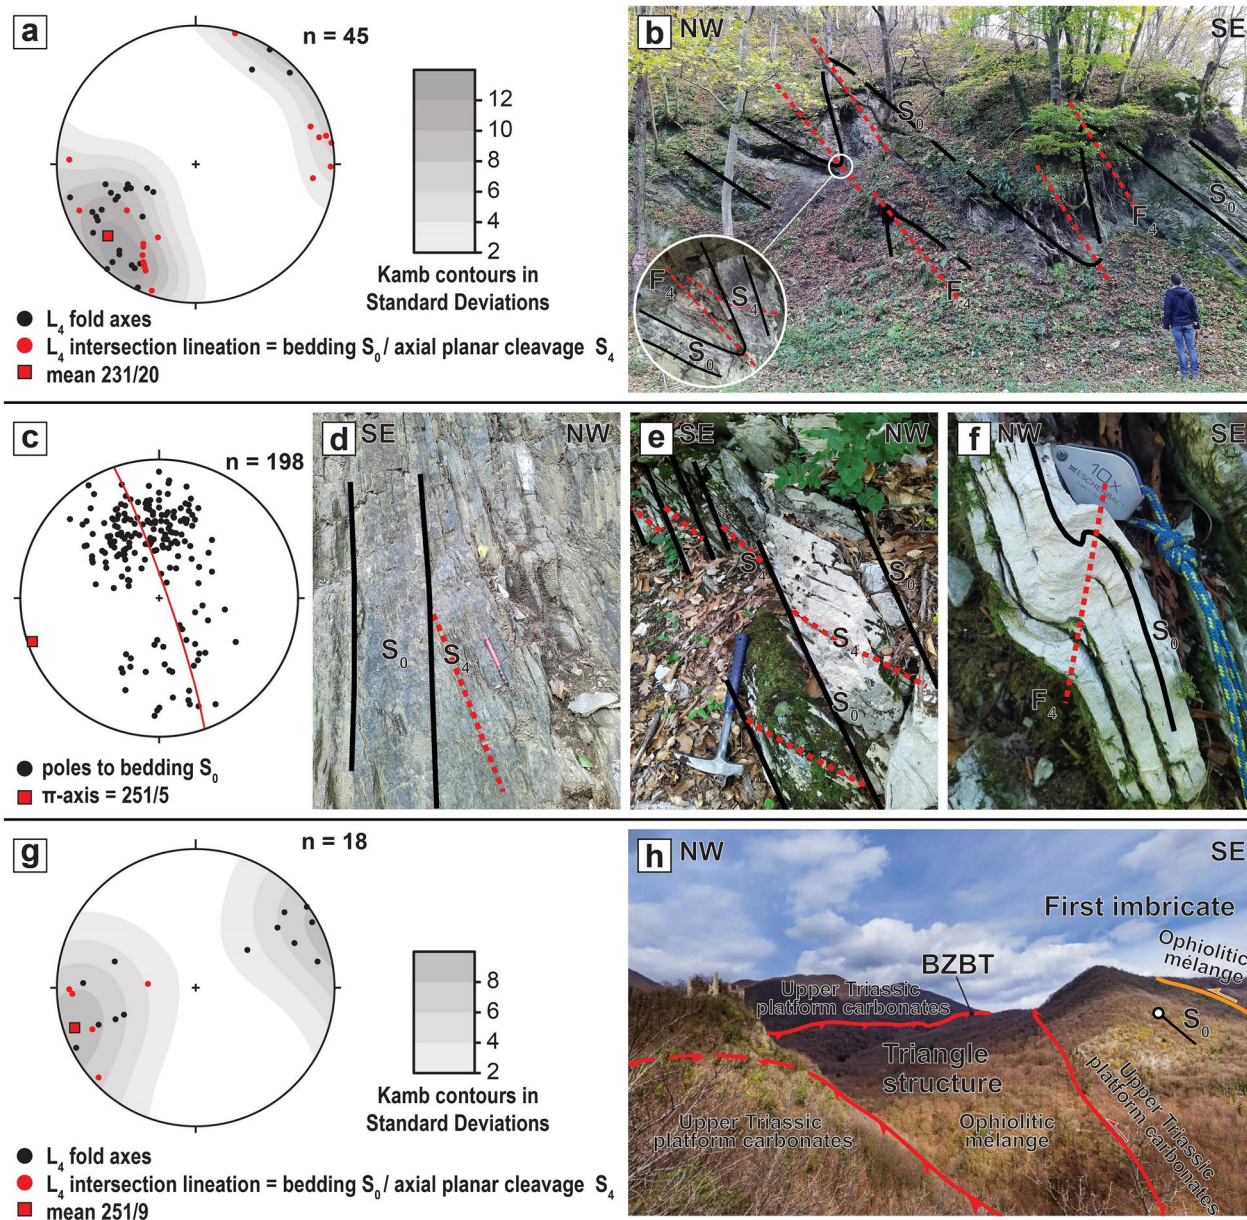 a
n = 45
12
10
8
6
4
2
Kamb contours in
Standard Deviations
L4 fold axes
L4 intersection lineation = bedding S0 / axial planar cleavage S4
mean 231/20
b NW SE
S0
S0
F4
F4
F4
S4
S0
c
n = 198
poles to bedding S0
π-axis = 251/5
d SE NW
S0
S4
e SE NW
S4
S0
S4
S0
f NW SE
10x
S0
F4
g
n = 18
8
6
4
2
Kamb contours in
Standard Deviations
L4 fold axes
L4 intersection lineation = bedding S0 / axial planar cleavage S4
mean 251/9
h NW SE
First imbricate
Ophiolitic
mélange
BZBT
Upper Triassic
platform carbonates
S0
Triangle
structure
Upper Triassic
platform carbonates
Ophiolitic
mélange
Upper Triassic
platform carbonates